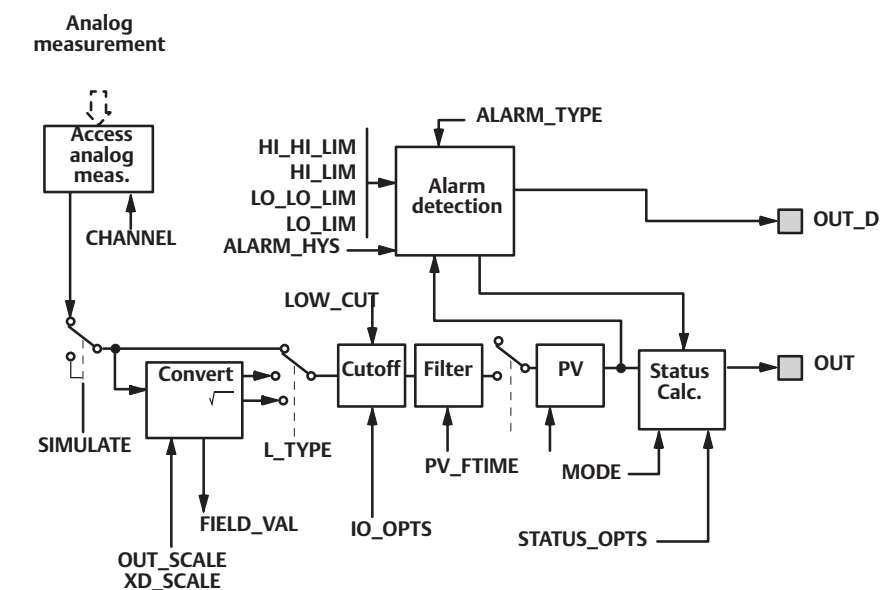 Analog
measurement
Access
analog
meas.
CHANNEL
ALARM_TYPE
HI_HI_LIM
HI_LIM
LO_LO_LIM
LO_LIM
ALARM_HYS
Alarm
detection
OUT_D
LOW_CUT
Convert
√
Cutoff
Filter
PV
Status
Calc.
OUT
SIMULATE
L_TYPE
PV_FTIME
MODE
FIELD_VAL
IO_OPTS
STATUS_OPTS
OUT_SCALE
XD_SCALE